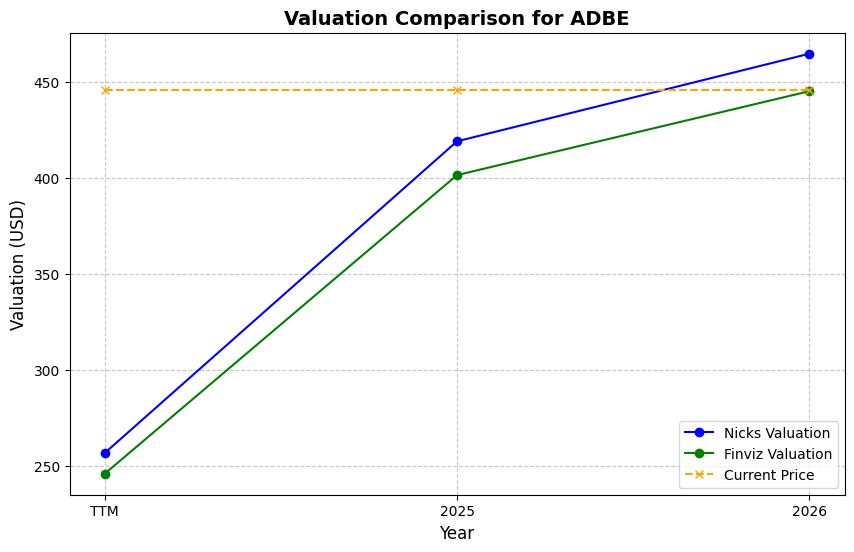 Valuation Comparison for ADBE
Valuation (USD)
450
400
350
300
250
TTM
2025
2026
Year
Nicks Valuation
Finviz Valuation
Current Price